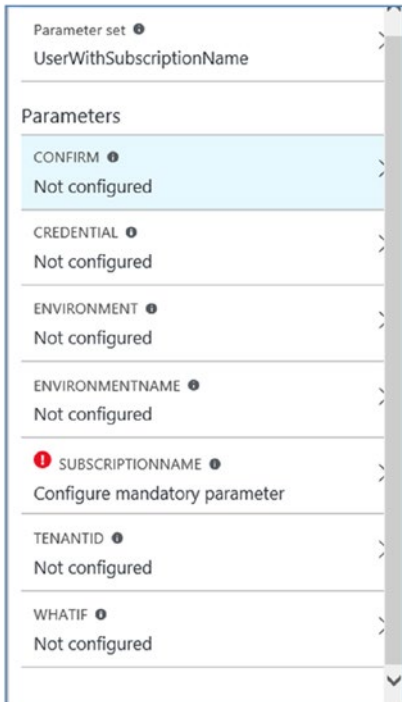 Parameter set
UserWithSubscriptionName
Parameters
CONFIRM
Not configured
CREDENTIAL
Not configured
ENVIRONMENT
Not configured
ENVIRONMENTNAME
Not configured
SUBSCRIPTIONNAME
Configure mandatory parameter
TENANTID
Not configured
WHATIF
Not configured